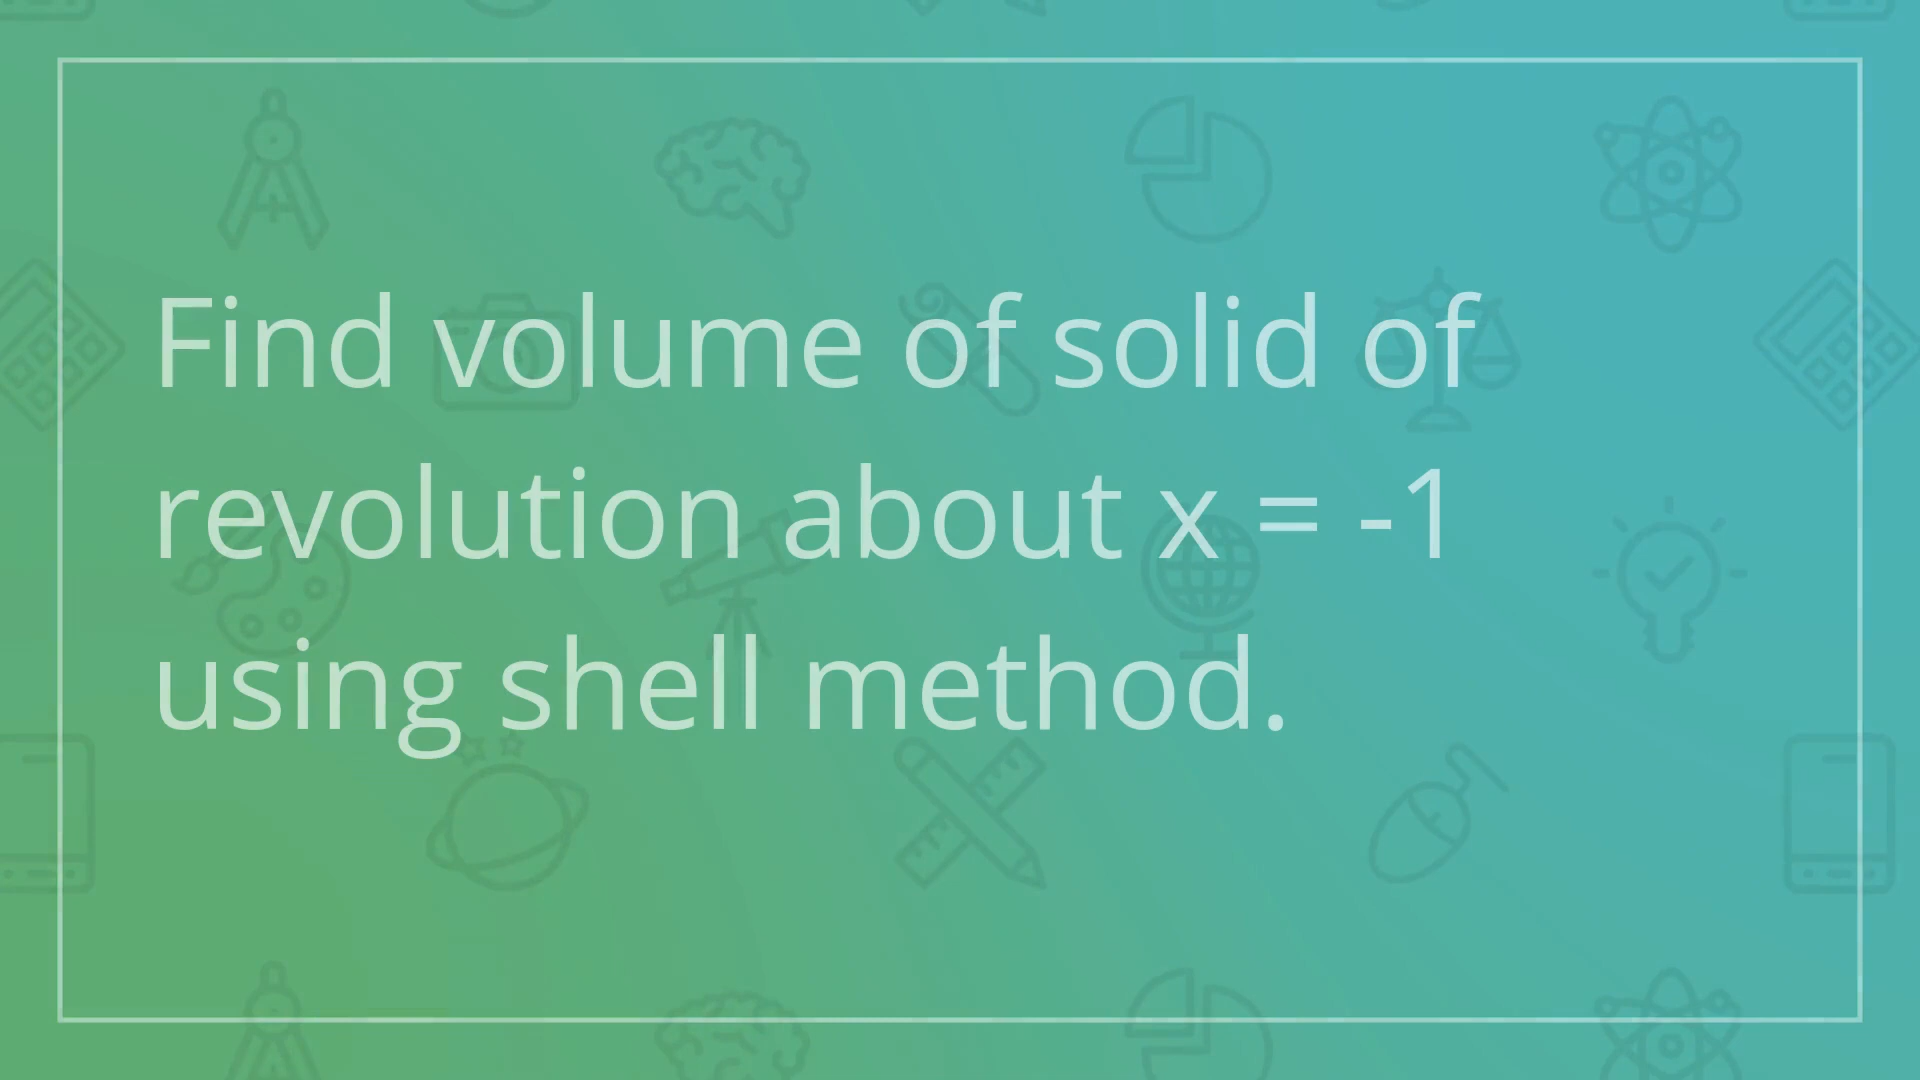 Find volume of solid of
revolution about x = -1
using shell method.